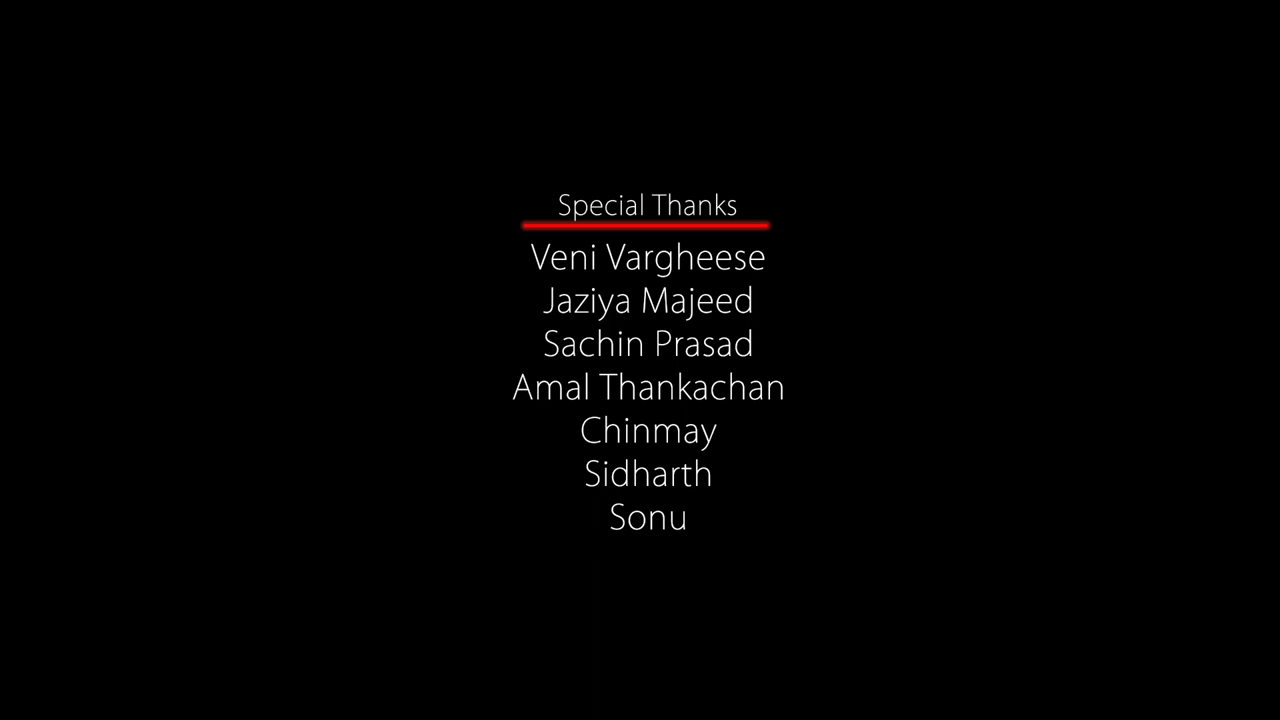 Special Thanks
Veni Vargheese
Jaziya Majeed
Sachin Prasad
Amal Thankachan
Chinmay
Sidharth
Sonu